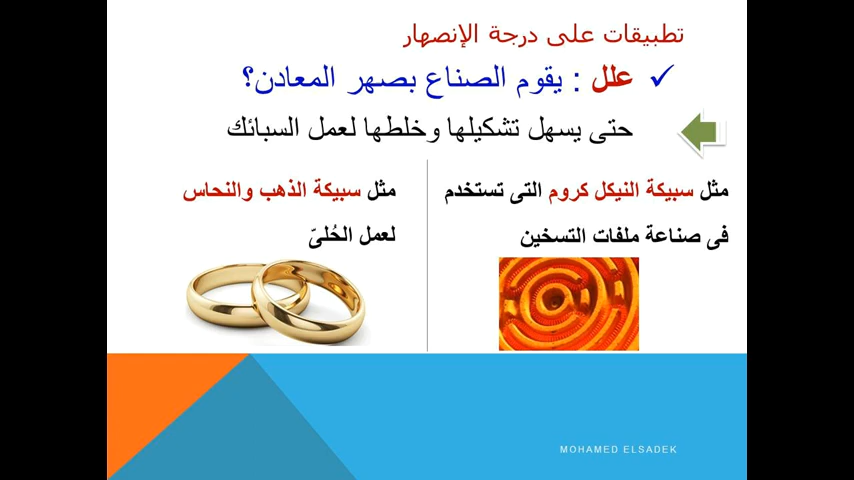 تطبيقات على درجة الإنصهار
علل : يقوم الصناع بصهر المعادن؟
حتى يسهل تشكيلها وخلطها لعمل السبائك
مثل سبيكة النيكل كروم التى تستخدم
فى صناعة ملفات التسخين
مثل سبيكة الذهب والنحاس
لعمل الحُلىّ
MOHAMED ELSADEK